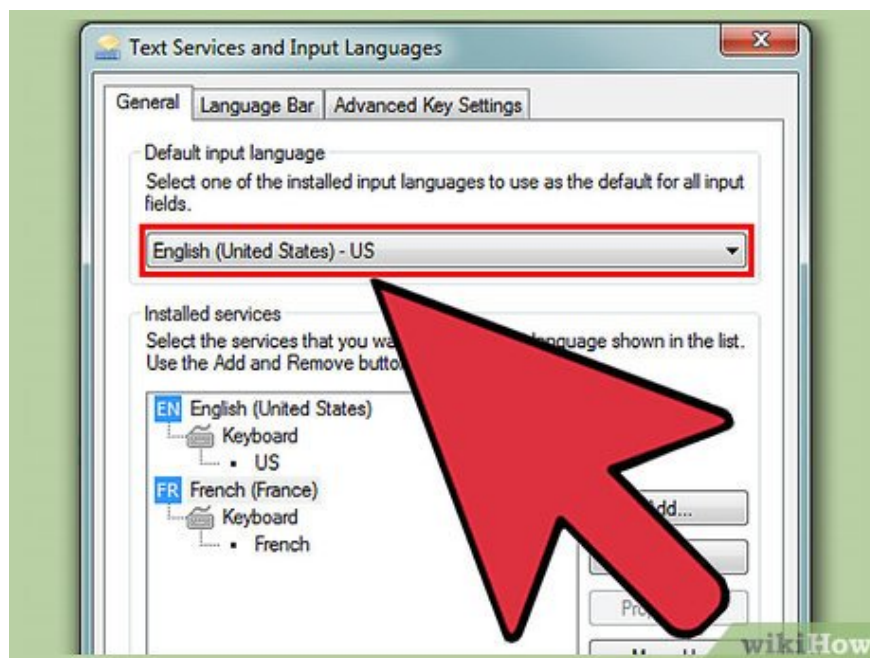 Text Services and Input Languages
General
Language Bar
Advanced Key Settings
Default input language
Select one of the installed input languages to use as the default for all input
fields.
English (United States) - US
Installed services
Select the services that you shown in the list.
Use the Add and Remove
EN English (United States)
Keyboard
US
FR French (France)
Keyboard
French
wikiHow